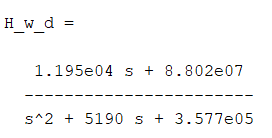 H_w_d =
1.195e04 s + 8.802e07
-----------------------
s^2 + 5190 s + 3.577e05